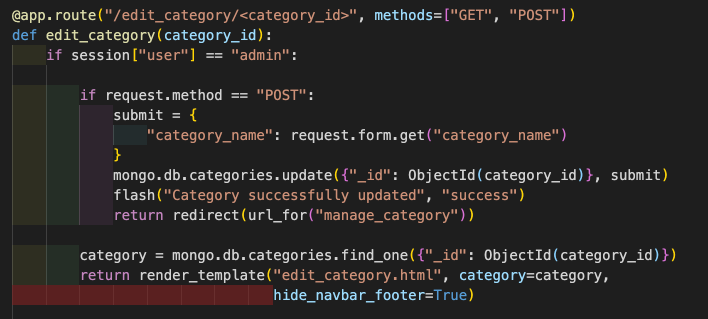 @app.route("/edit_category/<category_id>", methods=["GET", "POST"])
def edit_category(category_id):
    if session["user"] == "admin":

        if request.method == "POST":
            submit = {
                "category_name": request.form.get("category_name")
            }
            mongo.db.categories.update({"_id": ObjectId(category_id)}, submit)
            flash("Category successfully updated", "success")
            return redirect(url_for("manage_category"))

        category = mongo.db.categories.find_one({"_id": ObjectId(category_id)})
        return render_template("edit_category.html", category=category,
                               hide_navbar_footer=True)